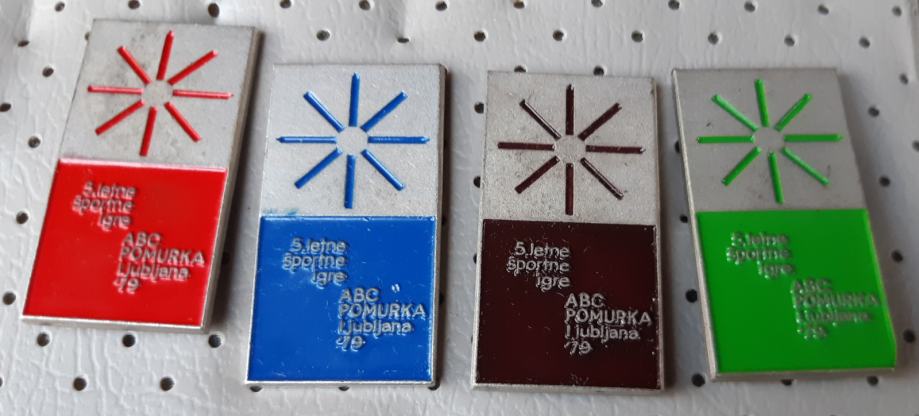 5. letne
športne
igre
ABC
POMURKA
Ljubljana
79
5. letne
športne
igre
ABC
POMURKA
Ljubljana
'79
5. letne
športne
igre
ABC
POMURKA
Ljubljana
'79
5. letne
športne
igre
ABC
POMURKA
Ljubljana
'79